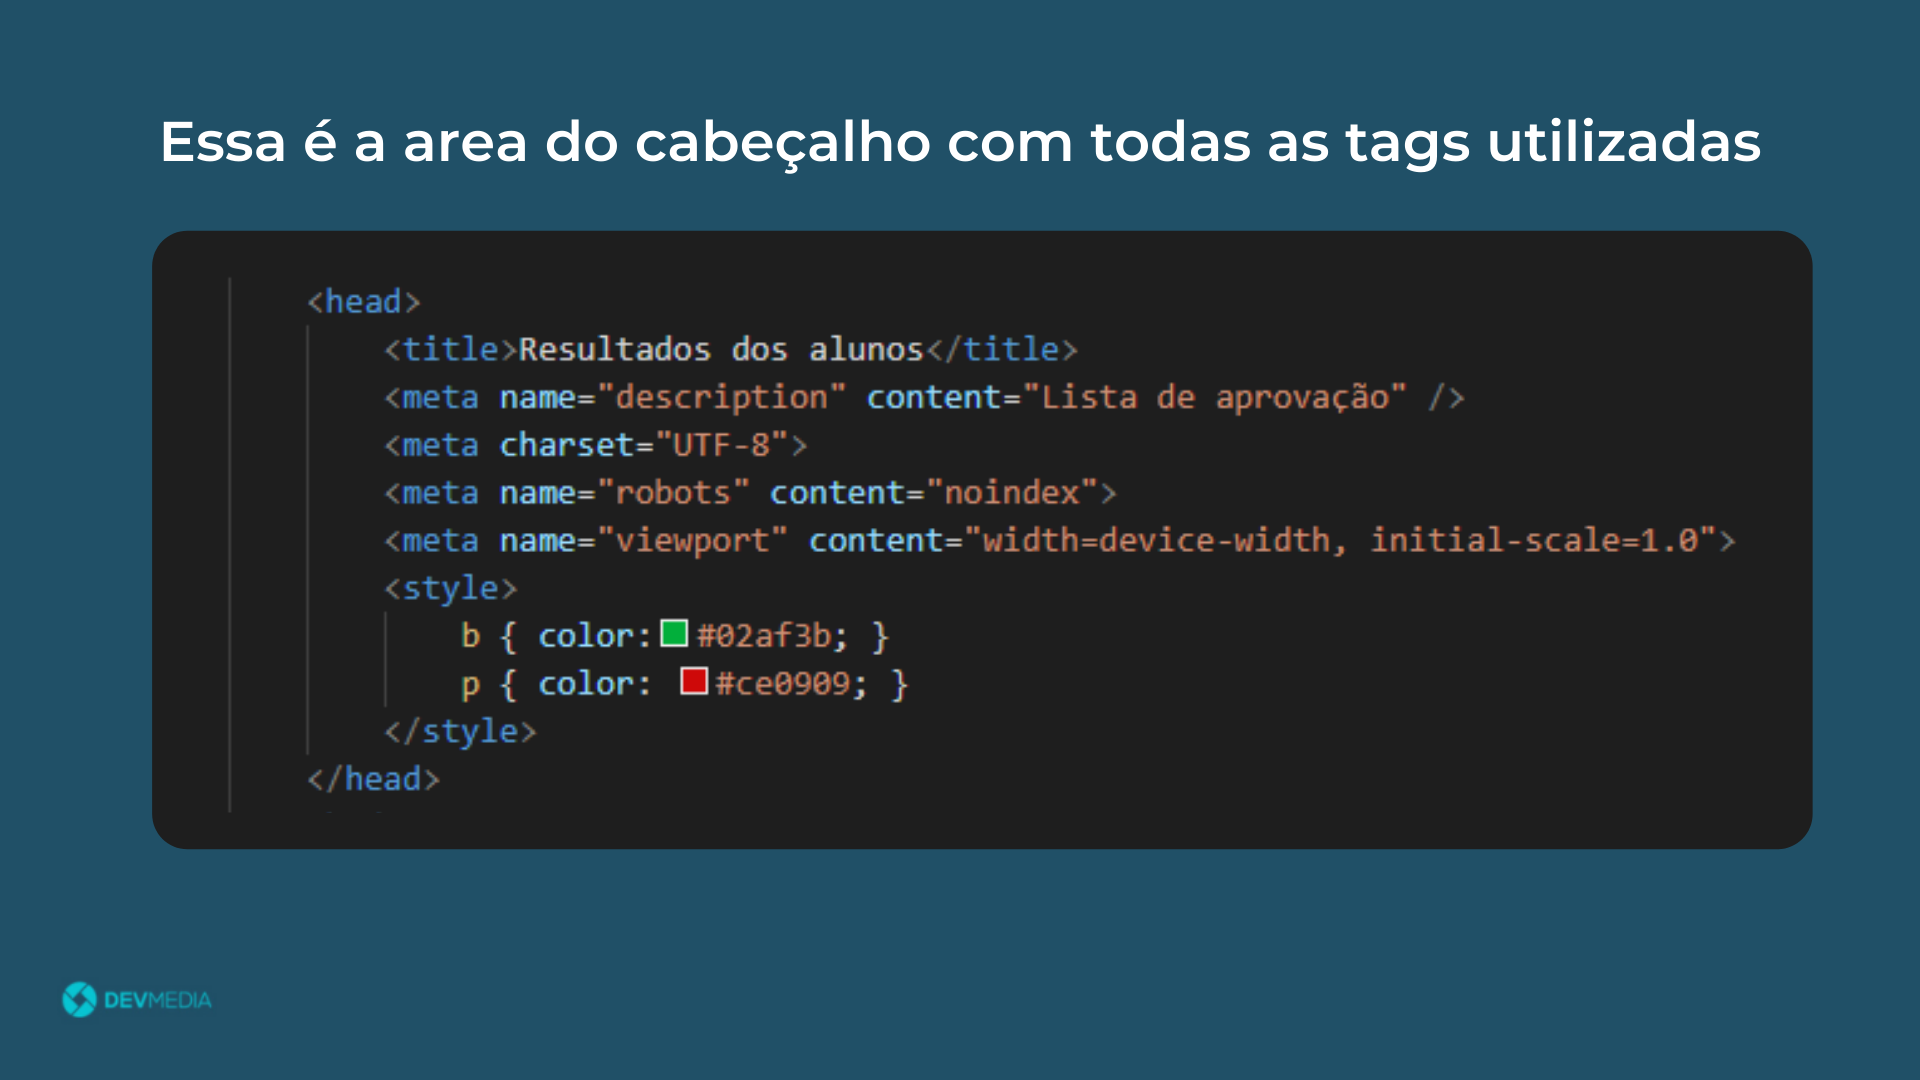 Essa é a area do cabeçalho com todas as tags utilizadas
<head>
<title>Resultados dos alunos</title>
<meta name="description" content="Lista de aprovação" />
<meta charset="UTF-8">
<meta name="robots" content="noindex">
<meta name="viewport" content="width=device-width, initial-scale=1.0">
<style>
b { color: #02af3b; }
p { color: #ce0909; }
</style>
</head>
DEVMEDIA